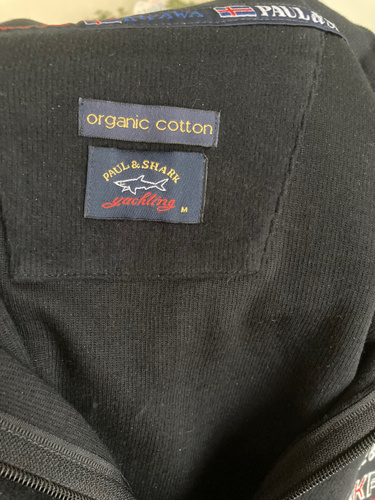 PAUL & S
organic cotton
PAUL & SHARK
yachting
M